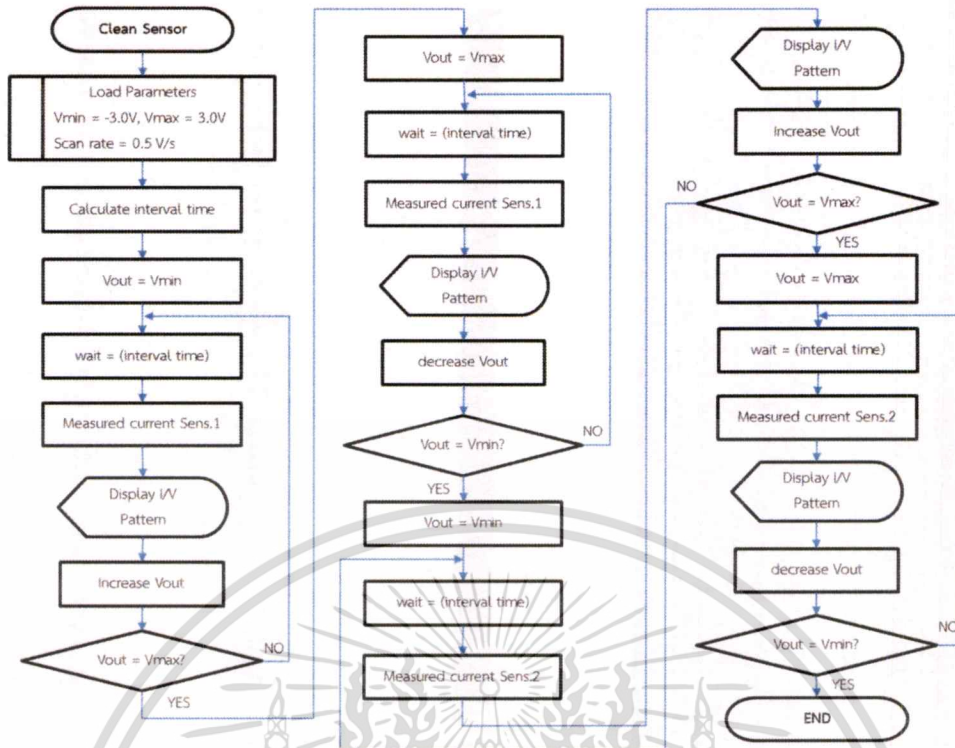 Clean Sensor
Load Parameters
Vmin = -3.0V, Vmax = 3.0V
Scan rate = 0.5 V/s
Calculate interval time
Vout = Vmin
wait = (interval time)
Measured current Sens.1
Display I/V
Pattern
Increase Vout
Vout = Vmax?
NO
YES
Vout = Vmax
wait = (interval time)
Measured current Sens.1
Display I/V
Pattern
decrease Vout
Vout = Vmin?
NO
YES
Vout = Vmin
wait = (interval time)
Measured current Sens.2
Display I/V
Pattern
Increase Vout
NO
Vout = Vmax?
YES
Vout = Vmax
wait = (interval time)
Measured current Sens.2
Display I/V
Pattern
decrease Vout
Vout = Vmin?
NO
YES
END